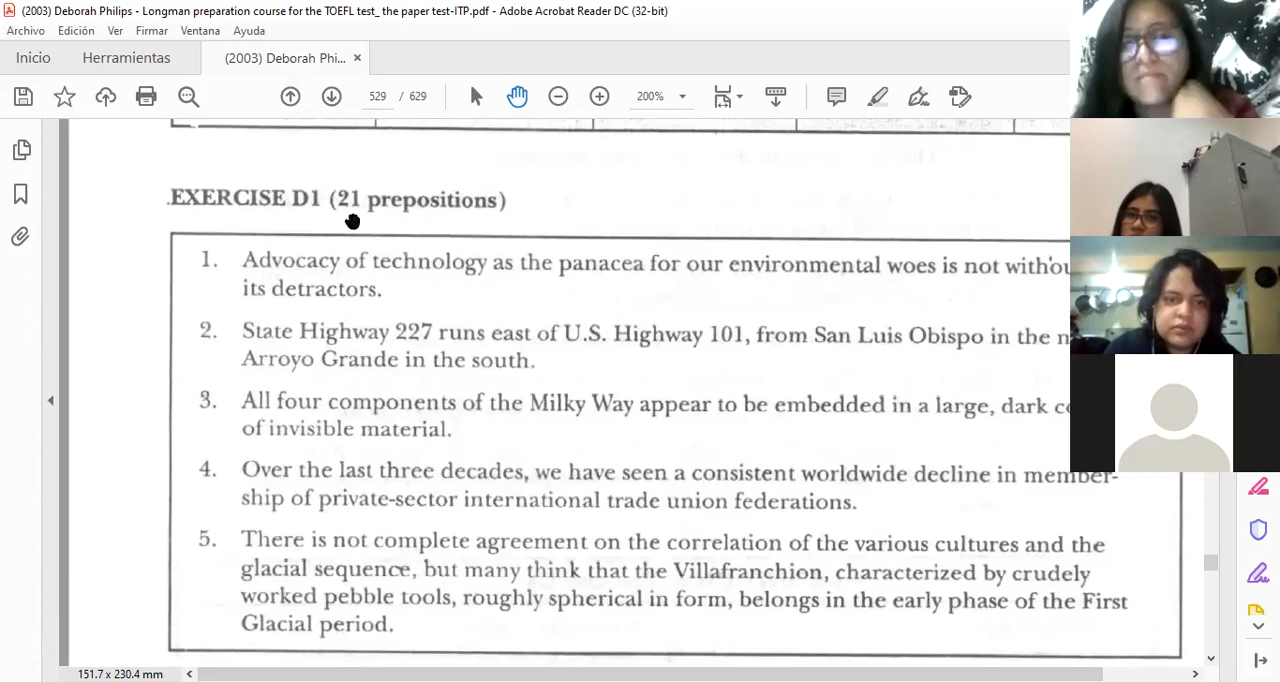 (2003) Deborah Philips - Longman preparation course for the TOEFL test_ the paper test-ITP.pdf - Adobe Acrobat Reader DC (32-bit)
Archivo Edición Ver Firmar Ventana Ayuda
Inicio Herramientas (2003) Deborah Phi... ×
529 / 629 200%
EXERCISE D1 (21 prepositions)
1. Advocacy of technology as the panacea for our environmental woes is not
its detractors.
2. State Highway 227 runs east of U.S. Highway 101, from San Luis Obispo in the
Arroyo Grande in the south.
3. All four components of the Milky Way appear to be embedded in a large, dark
of invisible material.
4. Over the last three decades, we have seen a consistent worldwide decline in member-
ship of private-sector international trade union federations.
5. There is not complete agreement on the correlation of the various cultures and the
glacial sequence, but many think that the Villafranchion, characterized by crudely
worked pebble tools, roughly spherical in form, belongs in the early phase of the First
Glacial period.
151.7 x 230.4 mm